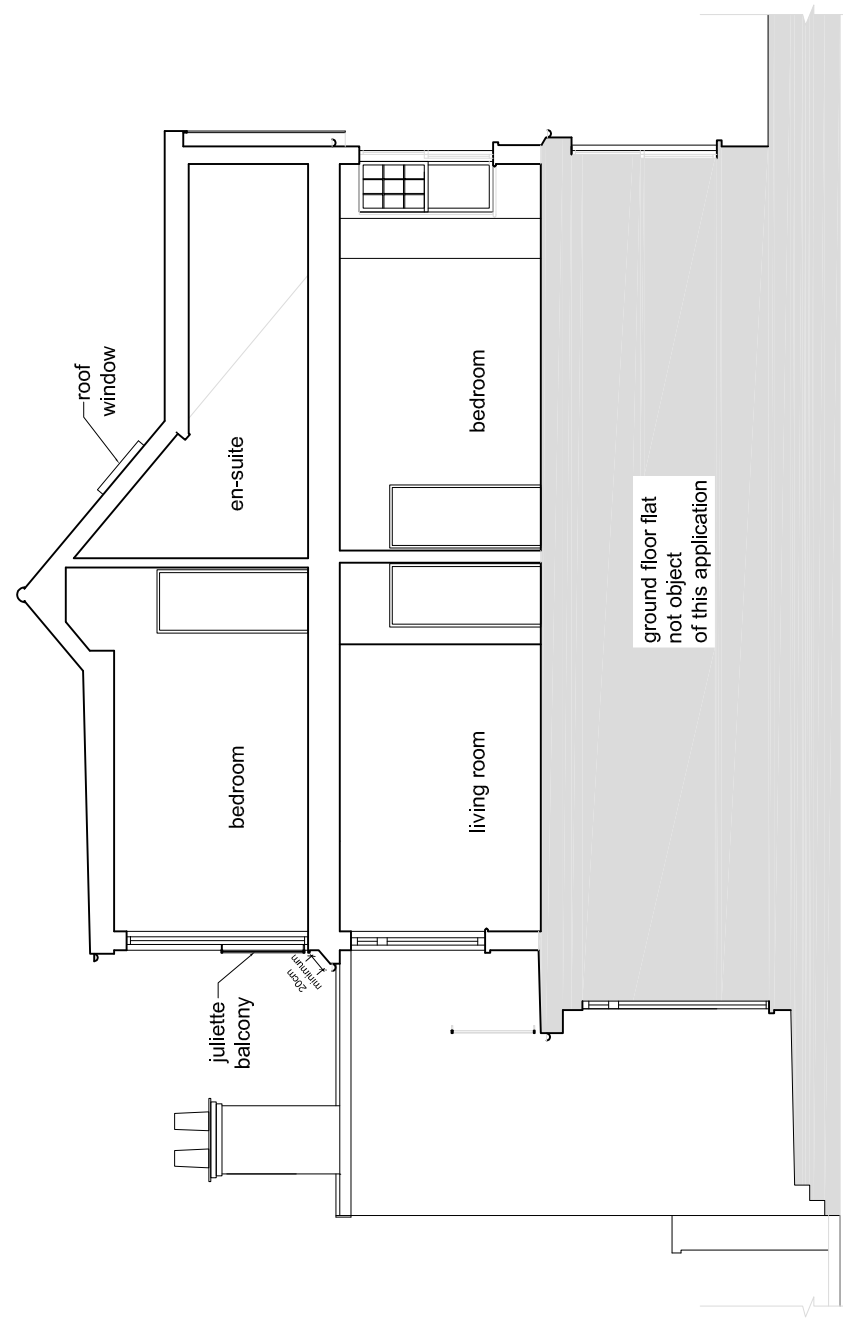 roof
window
en-suite
bedroom
juliette
balcony
20cm
minimum
bedroom
living room
ground floor flat
not object
of this application